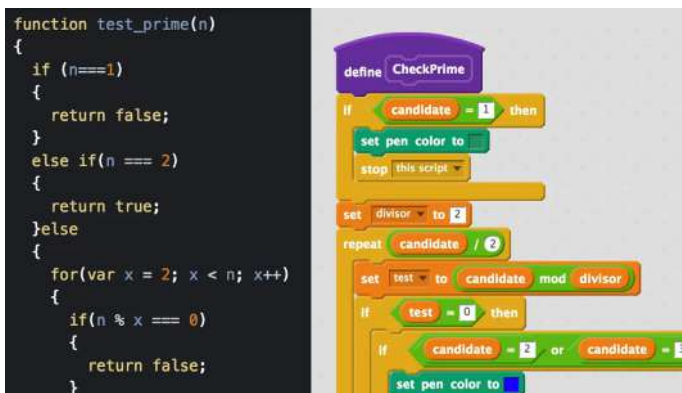 function test_prime(n)
{
if (n===1)
{
return false;
}
else if(n === 2)
{
return true;
}else
{
for(var x = 2; x < n; x++)
{
if(n % x === 0)
{
return false;
}
define CheckPrime
if candidate = 1 then
set pen color to
stop this script
set divisor to 2
repeat candidate / 2
set test to candidate mod divisor
if test = 0 then
if candidate = 2 or candidate =
set pen color to